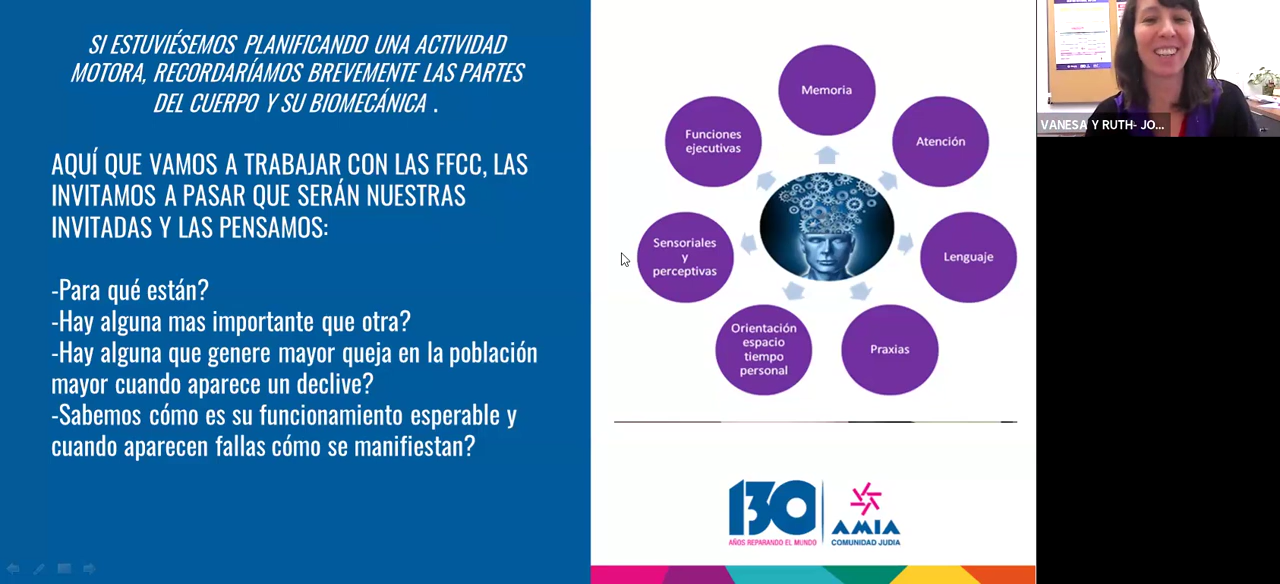 SI ESTUVIÉSEMOS PLANIFICANDO UNA ACTIVIDAD
MOTORA, RECORDARÍAMOS BREVEMENTE LAS PARTES
DEL CUERPO Y SU BIOMECÁNICA .
AQUÍ QUE VAMOS A TRABAJAR CON LAS FFCC, LAS
INVITAMOS A PASAR QUE SERÁN NUESTRAS
INVITADAS Y LAS PENSAMOS:
-Para qué están?
-Hay alguna mas importante que otra?
-Hay alguna que genere mayor queja en la población
mayor cuando aparece un declive?
-Sabemos cómo es su funcionamiento esperable y
cuando aparecen fallas cómo se manifiestan?
Memoria
Atención
Lenguaje
Praxias
Orientación
espacio
tiempo
personal
Sensoriales
y
perceptivas
Funciones
ejecutivas
130
AÑOS REPARANDO EL MUNDO
AMIA
COMUNIDAD JUDIA
VANESA Y RUTH- JO...